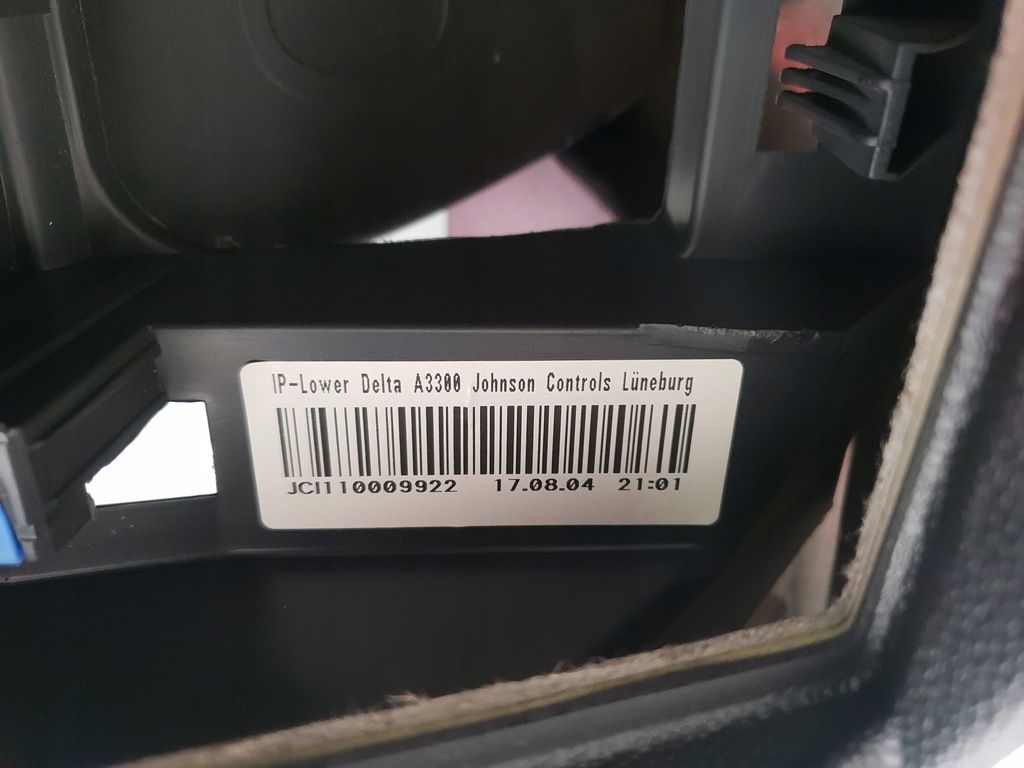 IP-Lower Delta A3300 Johnson Controls Lüneburg
JCI110009922 17.08.04 21:01